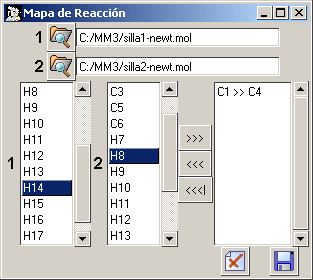 Mapa de Reacción
1 C:/MM3/silla1-newt.mol
2 C:/MM3/silla2-newt.mol
1
H8
H9
H10
H11
H12
H13
H14
H15
H16
H17
2
C3
C5
C6
H7
H8
H9
H10
H11
H12
H13
>>>
<<<
<<<|
C1 >> C4